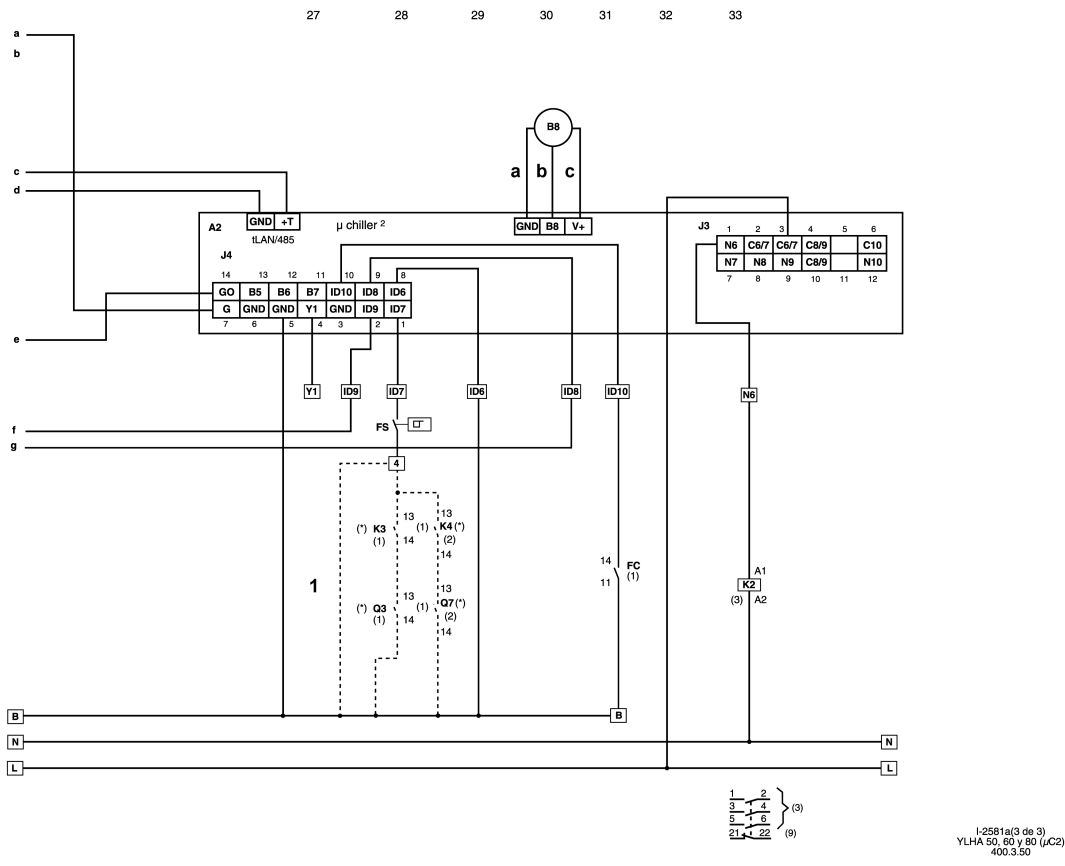 27 28 29 30 31 32 33
a
b
B8
a b c
c
d
A2 GND +T µ chiller 2 GND B8 V+ J3 1 2 3 4 5 6
tLAN/485
N6 C6/7 C6/7 C8/9 C10
N7 N8 N9 C8/9 N10
7 8 9 10 11 12
J4
14 13 12 11 10 9 8
GO B5 B6 B7 ID10 ID8 ID6
G GND GND Y1 GND ID9 ID7
7 6 5 4 3 2 1
e
Y1 ID9 ID7 ID6 ID8 ID10 N6
FS
f
g
4
13 13
(*) K3 (1) K4 (*)
(1) (2)
14 14
14 FC
11 (1)
A1
K2
(3) A2
1
13 13
(*) Q3 (1) Q7 (*)
(1) (2)
14 14
B B
N N
L L
1 2
3 4 (3)
5 6
21 22 (9)
I-2581a(3 de 3)
YLHA 50, 60 y 80 (µC2)
400.3.50